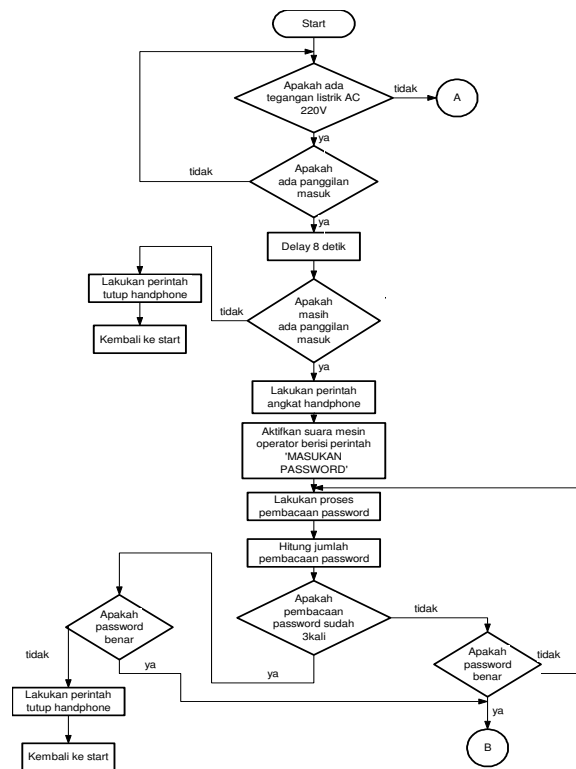 Start
Apakah ada
tegangan listrik AC
220V
tidak
A
ya
Apakah
ada panggilan
masuk
tidak
ya
Delay 8 detik
Lakukan perintah
tutup handphone
tidak
Kembali ke start
Apakah
masih
ada panggilan
masuk
ya
Lakukan perintah
angkat handphone
Aktifkan suara mesin
operator berisi perintah
'MASUKAN
PASSWORD'
Lakukan proses
pembacaan password
Hitung jumlah
pembacaan password
Apakah
pembacaan
password sudah
3kali
tidak
ya
Apakah
password
benar
tidak
ya
Lakukan perintah
tutup handphone
Kembali ke start
Apakah
password
benar
tidak
ya
B